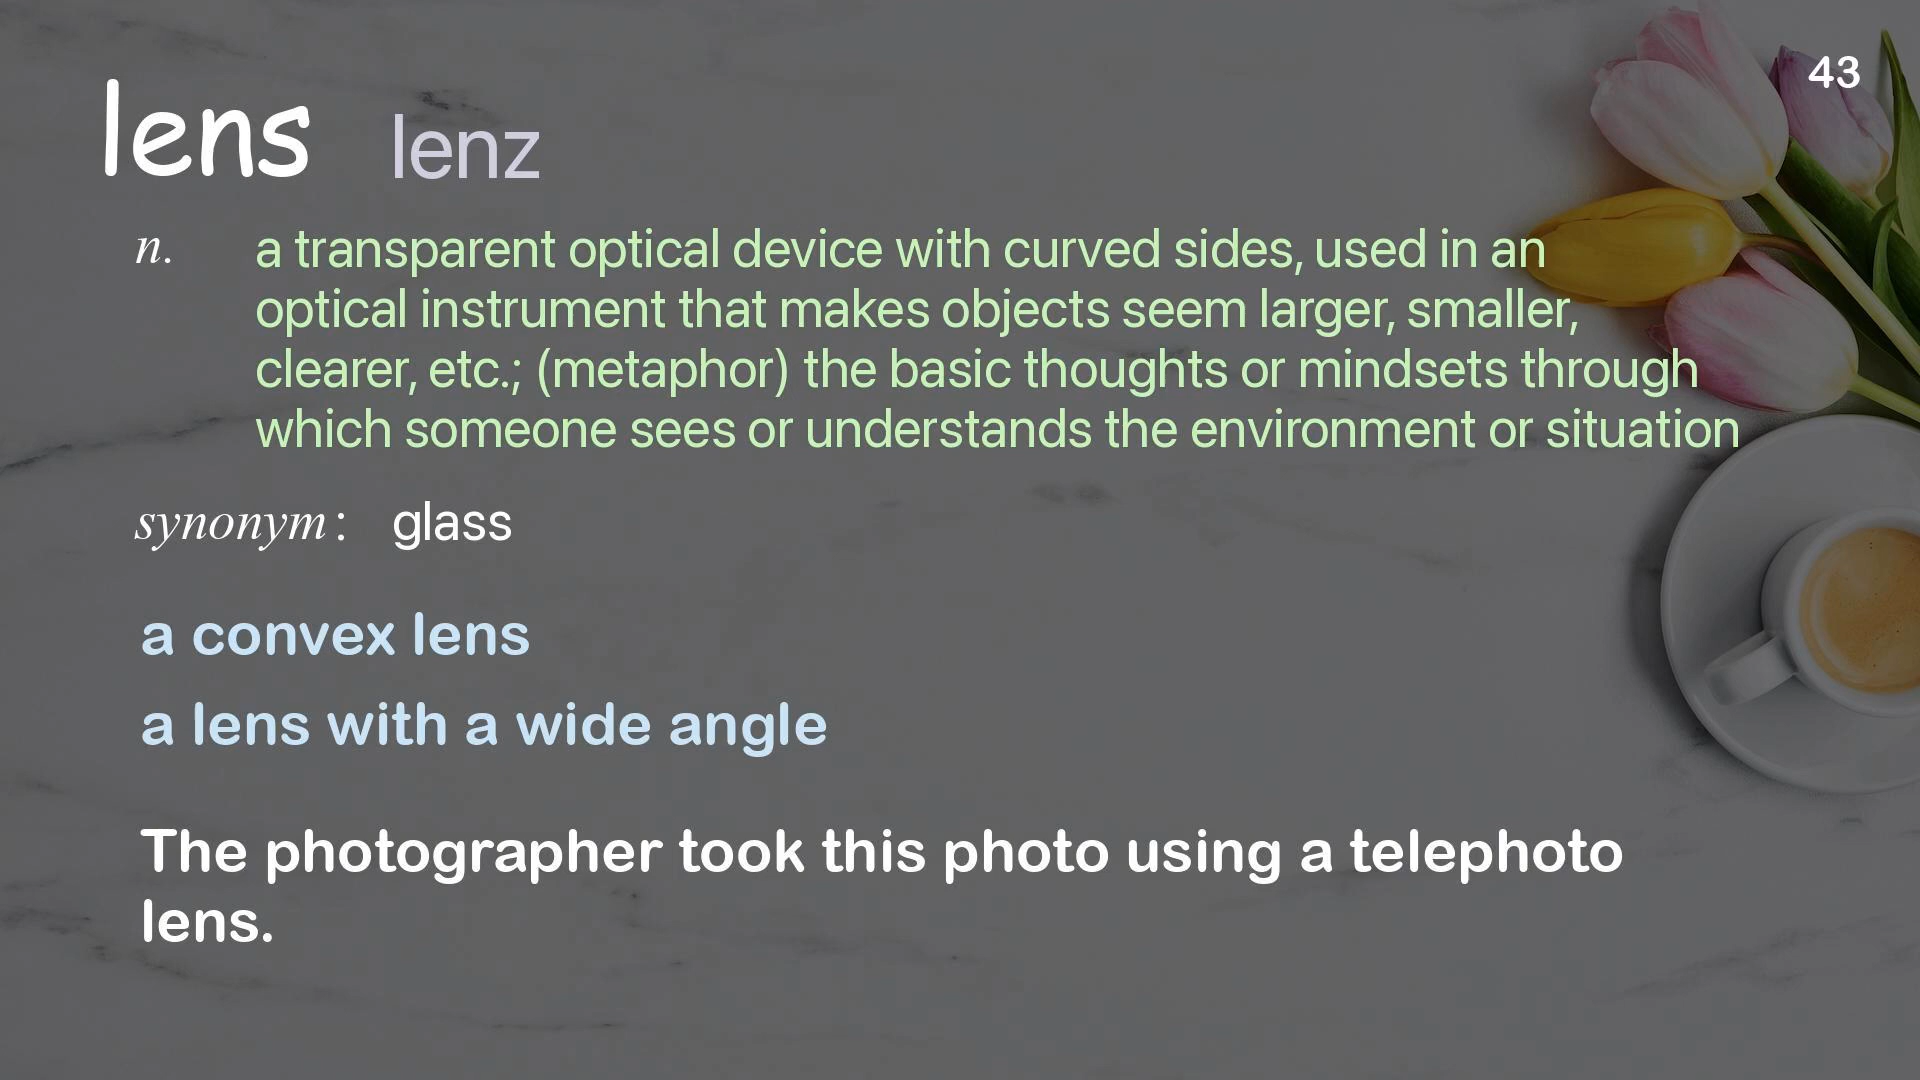 43
lens lenz
n. a transparent optical device with curved sides, used in an
optical instrument that makes objects seem larger, smaller,
clearer, etc.; (metaphor) the basic thoughts or mindsets through
which someone sees or understands the environment or situation
synonym: glass
a convex lens
a lens with a wide angle
The photographer took this photo using a telephoto
lens.